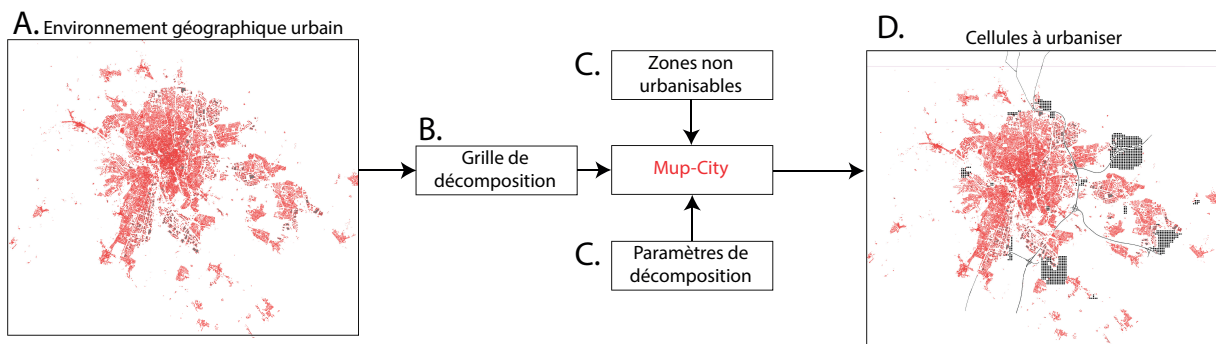 A. Environnement géographique urbain
B.
Grille de
décomposition
C.
Zones non
urbanisables
Mup-City
C.
Paramètres de
décomposition
D.
Cellules à urbaniser